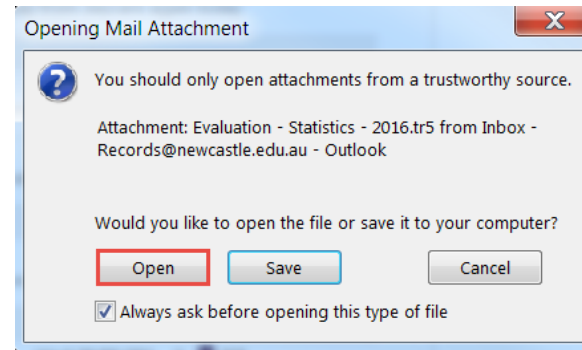 Opening Mail Attachment
You should only open attachments from a trustworthy source.
Attachment: Evaluation - Statistics - 2016.tr5 from Inbox -
Records@newcastle.edu.au - Outlook
Would you like to open the file or save it to your computer?
Open Save Cancel
Always ask before opening this type of file